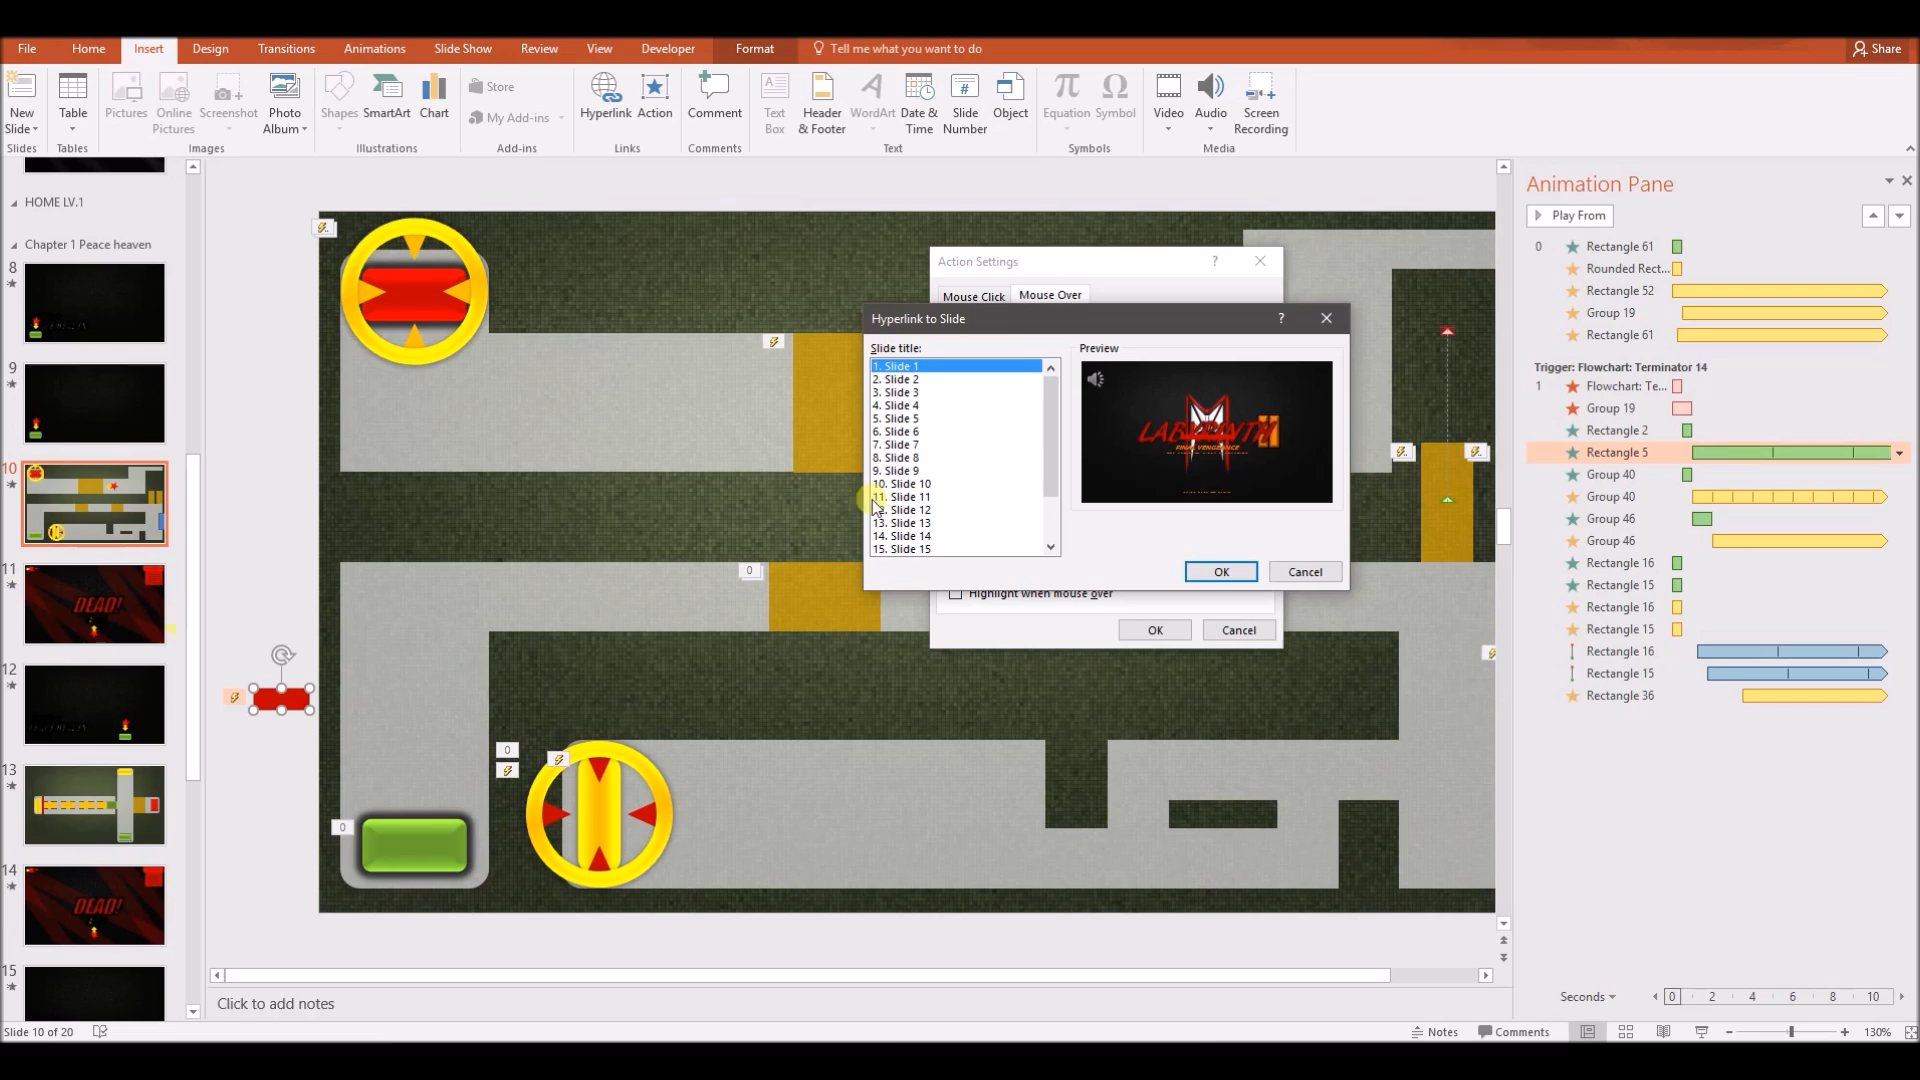 File Home Insert Design Transitions Animations Slide Show Review View Developer Format Tell me what you want to do Share
New Slide Table Pictures Online Pictures Screenshot Photo Album Shapes SmartArt Chart Store My Add-ins Hyperlink Action Comment Text Box Header & Footer WordArt Date & Time Slide Number Object Equation Symbol Video Audio Screen Recording
Slides Tables Images Illustrations Add-ins Links Comments Text Symbols Media
HOME LV.1
Chapter 1 Peace heaven
8
9
10
11
DEAD!
12
13
14
DEAD!
15
0
0
0
Action Settings ?
Mouse Click Mouse Over
Hyperlink to Slide ?
Slide title:
1. Slide 1
2. Slide 2
3. Slide 3
4. Slide 4
5. Slide 5
6. Slide 6
7. Slide 7
8. Slide 8
9. Slide 9
10. Slide 10
11. Slide 11
12. Slide 12
13. Slide 13
14. Slide 14
15. Slide 15
Preview
LABYRINTH II
FINAL VENGEANCE
OK Cancel
Highlight when mouse over
OK Cancel
Animation Pane
Play From
0 Rectangle 61
Rounded Rect...
Rectangle 52
Group 19
Rectangle 61
Trigger: Flowchart: Terminator 14
1 Flowchart: Te...
Group 19
Rectangle 2
Rectangle 5
Group 40
Group 40
Group 46
Group 46
Rectangle 16
Rectangle 15
Rectangle 16
Rectangle 15
Rectangle 16
Rectangle 15
Rectangle 36
Seconds 0 2 4 6 8 10
Click to add notes
Slide 10 of 20 Notes Comments 130%